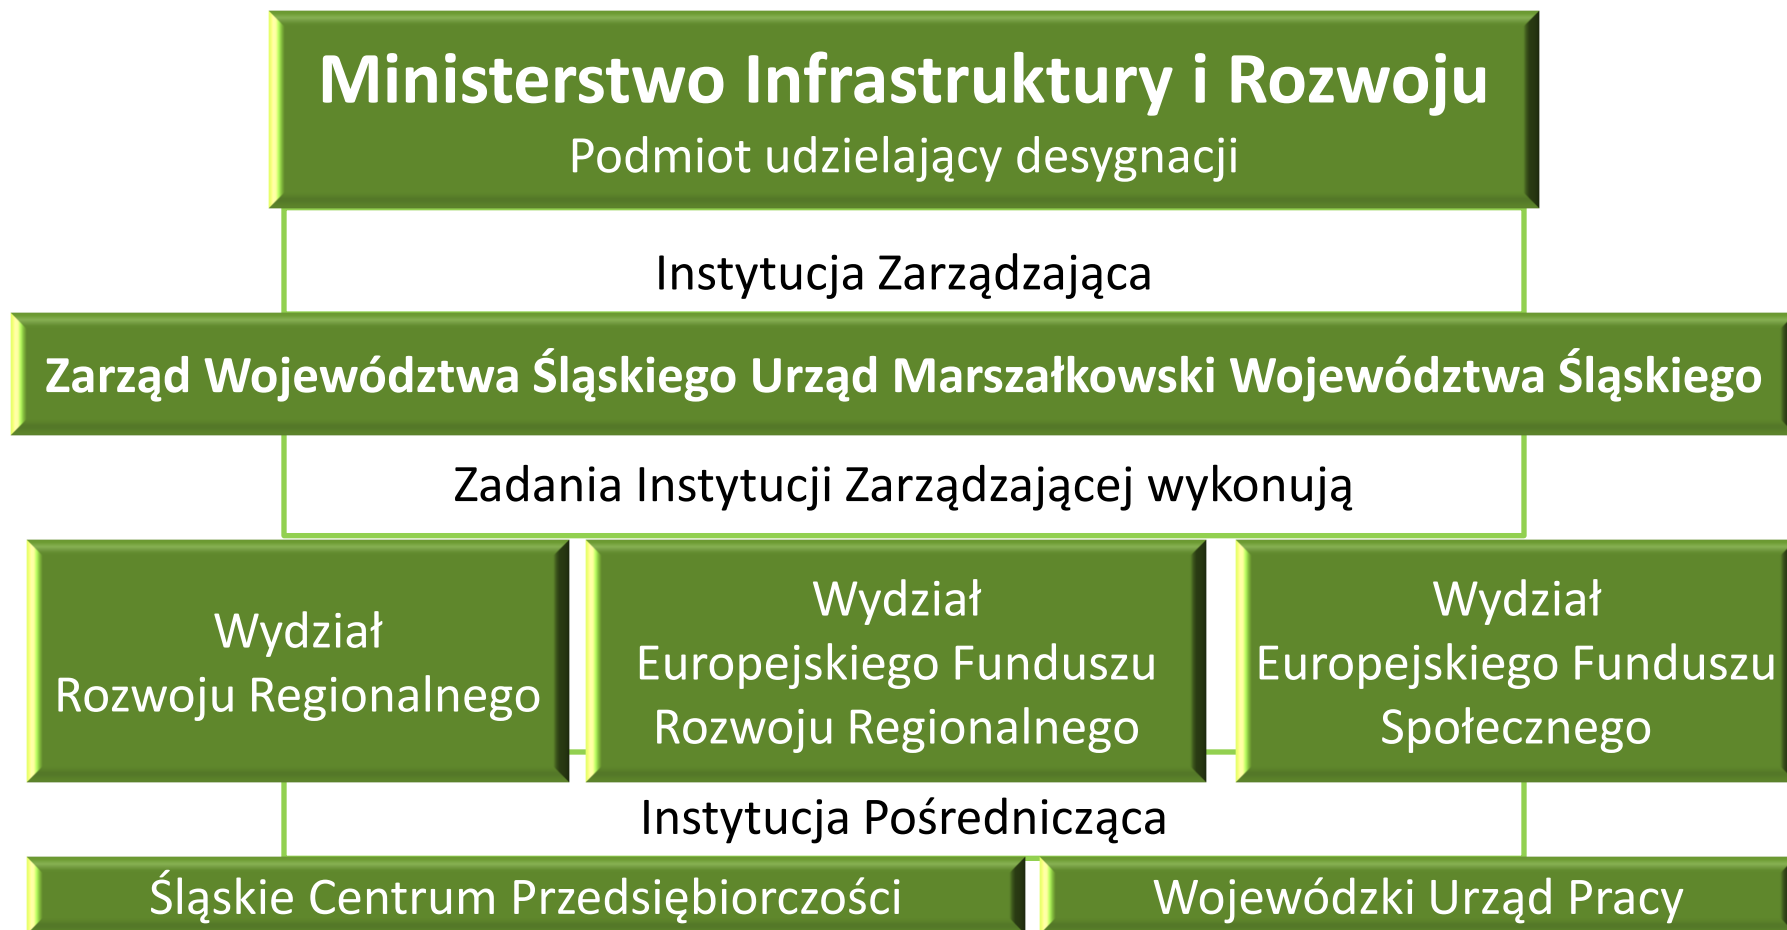 Ministerstwo Infrastruktury i Rozwoju
Podmiot udzielający desygnacji
Instytucja Zarządzająca
Zarząd Województwa Śląskiego Urząd Marszałkowski Województwa Śląskiego
Zadania Instytucji Zarządzającej wykonują
Wydział
Rozwoju Regionalnego
Wydział
Europejskiego Funduszu
Rozwoju Regionalnego
Wydział
Europejskiego Funduszu
Społecznego
Instytucja Pośrednicząca
Śląskie Centrum Przedsiębiorczości
Wojewódzki Urząd Pracy